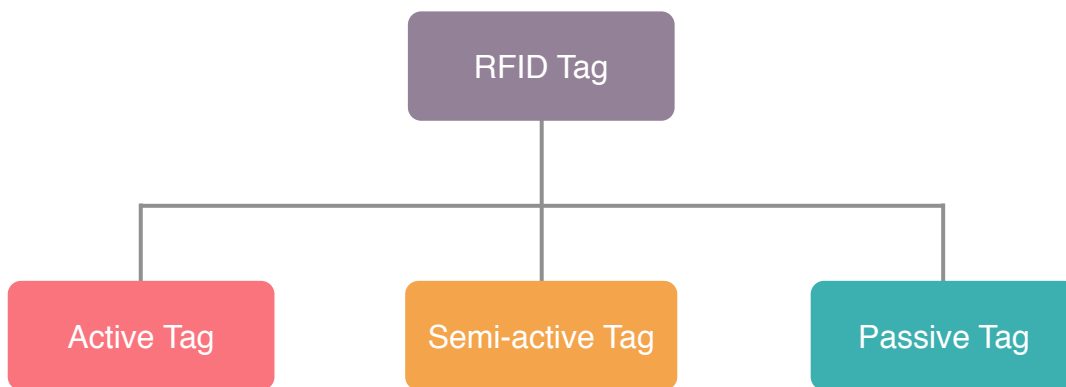 RFID Tag
Active Tag
Semi-active Tag
Passive Tag